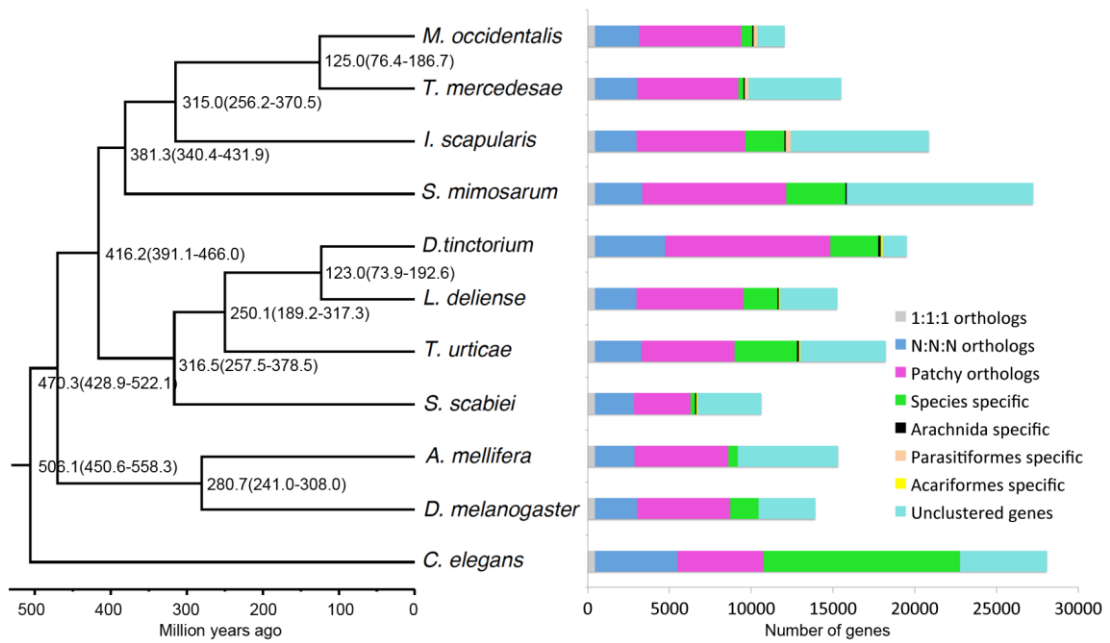 M. occidentalis
125.0(76.4-186.7)
T. mercedesae
315.0(256.2-370.5)
I. scapularis
381.3(340.4-431.9)
S. mimosarum
D.tinctorium
416.2(391.1-466.0)
123.0(73.9-192.6)
L. deliense
250.1(189.2-317.3)
T. urticae
316.5(257.5-378.5)
470.3(428.9-522.1)
S. scabiei
A. mellifera
506.1(450.6-558.3)
280.7(241.0-308.0)
D. melanogaster
C. elegans
500 400 300 200 100 0
Million years ago
1:1:1 orthologs
N:N:N orthologs
Patchy orthologs
Species specific
Arachnida specific
Parasitiformes specific
Acariformes specific
Unclustered genes
0 5000 10000 15000 20000 25000 30000
Number of genes